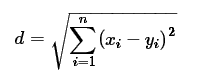 d = √(∑_{i=1}^{n} (x_i − y_i)²)